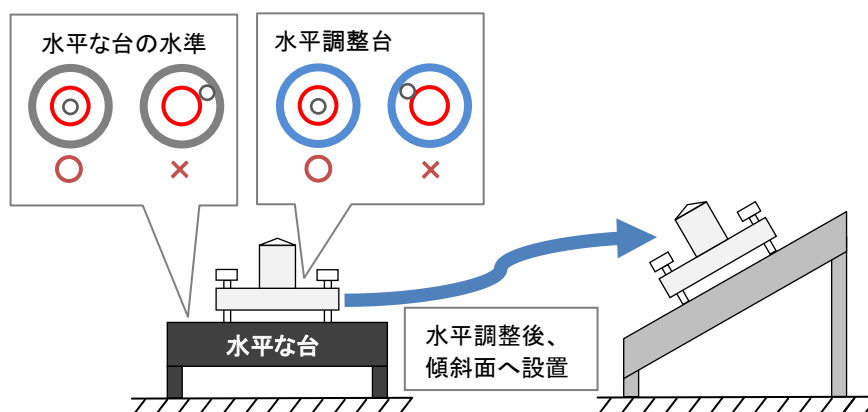 水平な台の水準
水平調整台
水平な台
水平調整後、
傾斜面へ設置